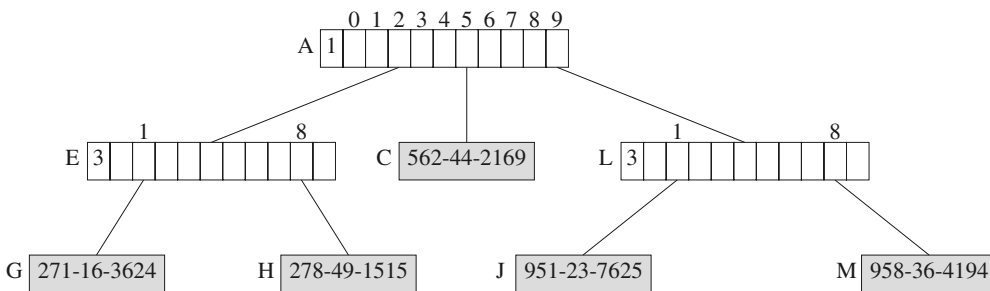 0 1 2 3 4 5 6 7 8 9
A 1
1 8 1 8
E 3 C 562-44-2169 L 3
G 271-16-3624 H 278-49-1515 J 951-23-7625 M 958-36-4194